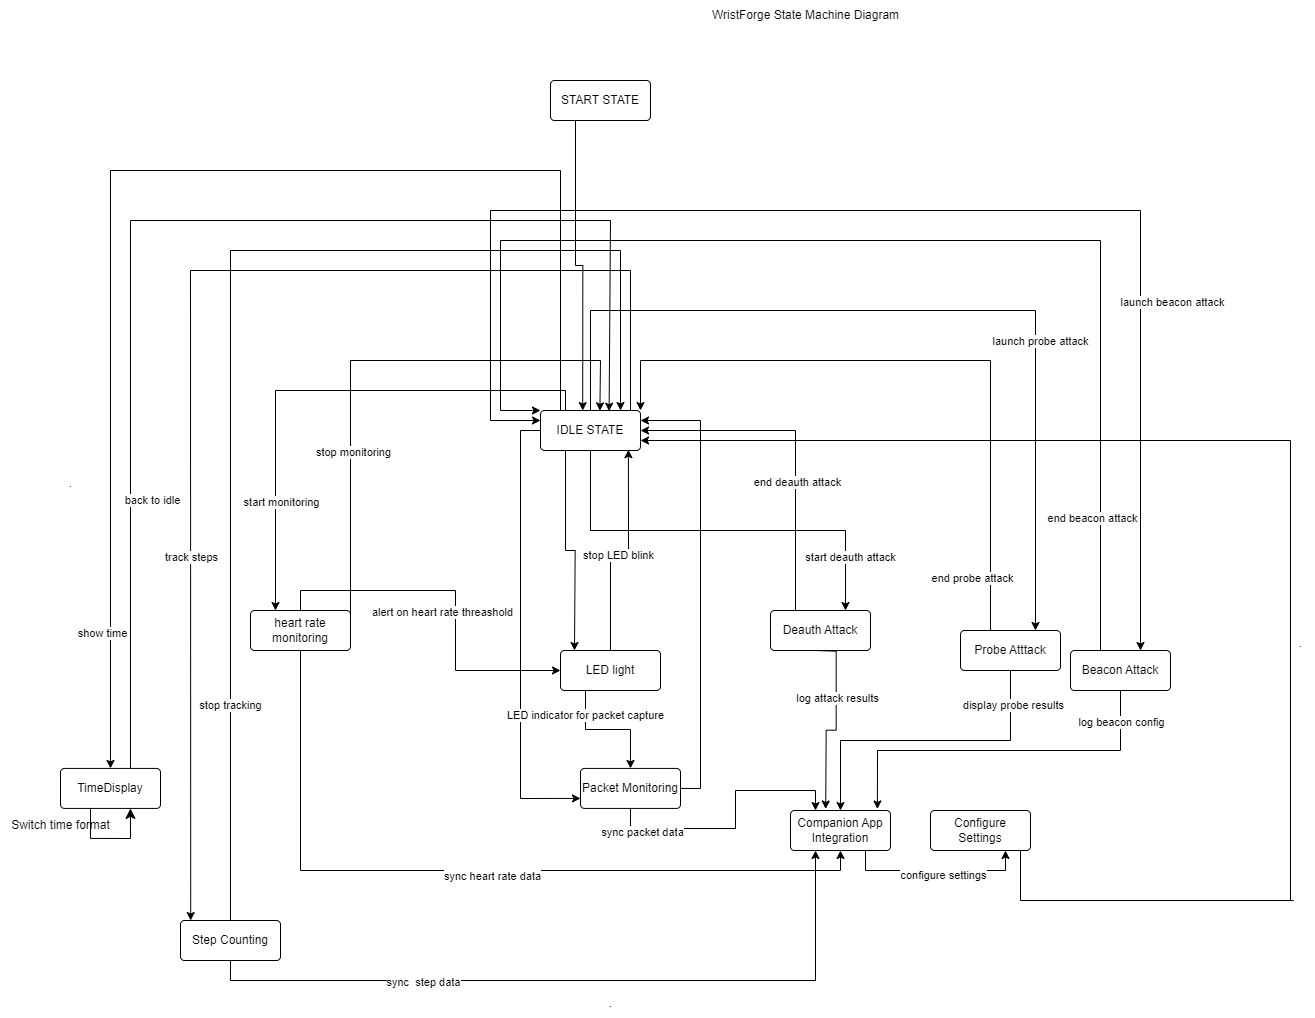 WristForge State Machine Diagram
START STATE
launch beacon attack
launch probe attack
IDLE STATE
stop monitoring
end deauth attack
back to idle
start monitoring
end beacon attack
track steps
stop LED blink
start deauth attack
end probe attack
alert on heart rate threashold
heart rate
monitoring
show time
Deauth Attack
Probe Atttack
LED light
Beacon Attack
log attack results
stop tracking
display probe results
LED indicator for packet capture
log beacon config
TimeDisplay
Packet Monitoring
Switch time format
sync packet data
Companion App
Integration
Configure
Settings
sync heart rate data
configure settings
Step Counting
sync  step data